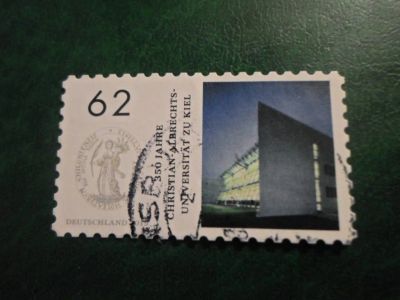 62
350 JAHRE
CHRISTIAN-ALBRECHTS-
UNIVERSITÄT ZU KIEL
DEUTSCHLAND